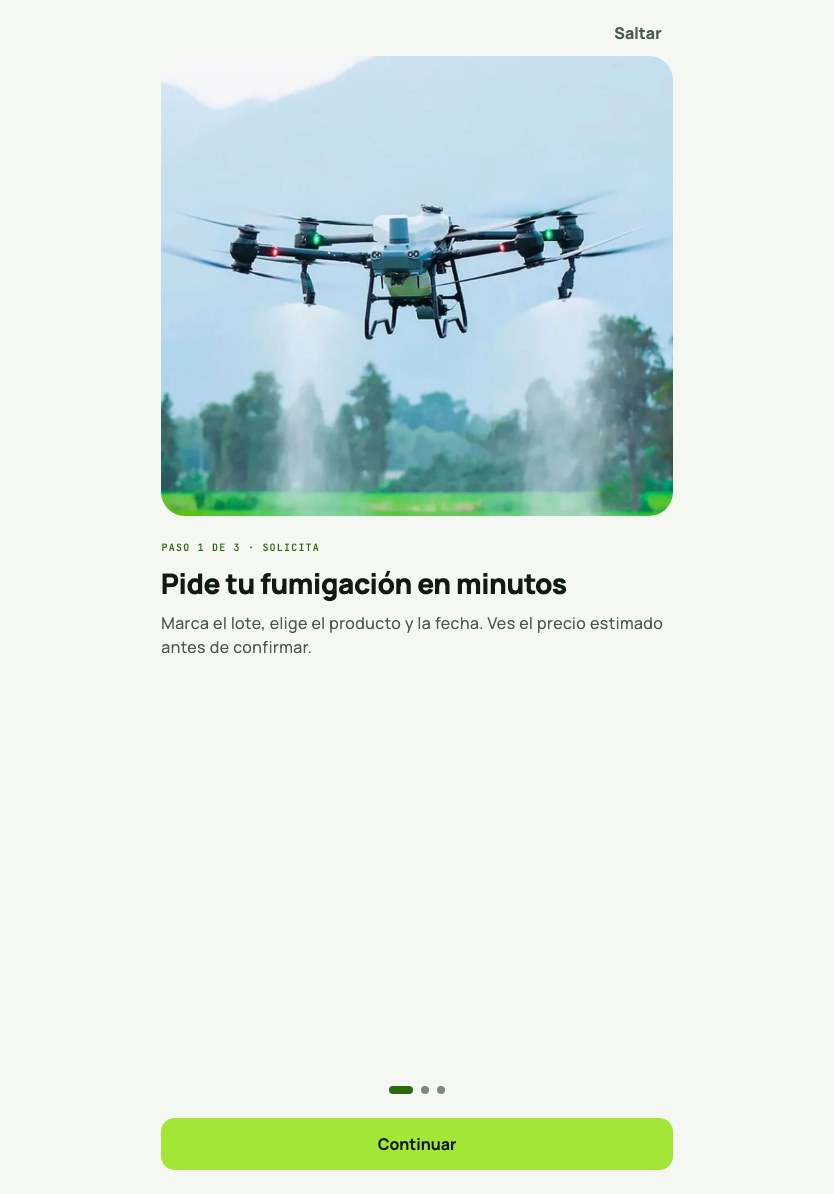 Saltar
PASO 1 DE 3 · SOLICITA
Pide tu fumigación en minutos
Marca el lote, elige el producto y la fecha. Ves el precio estimado
antes de confirmar.
Continuar